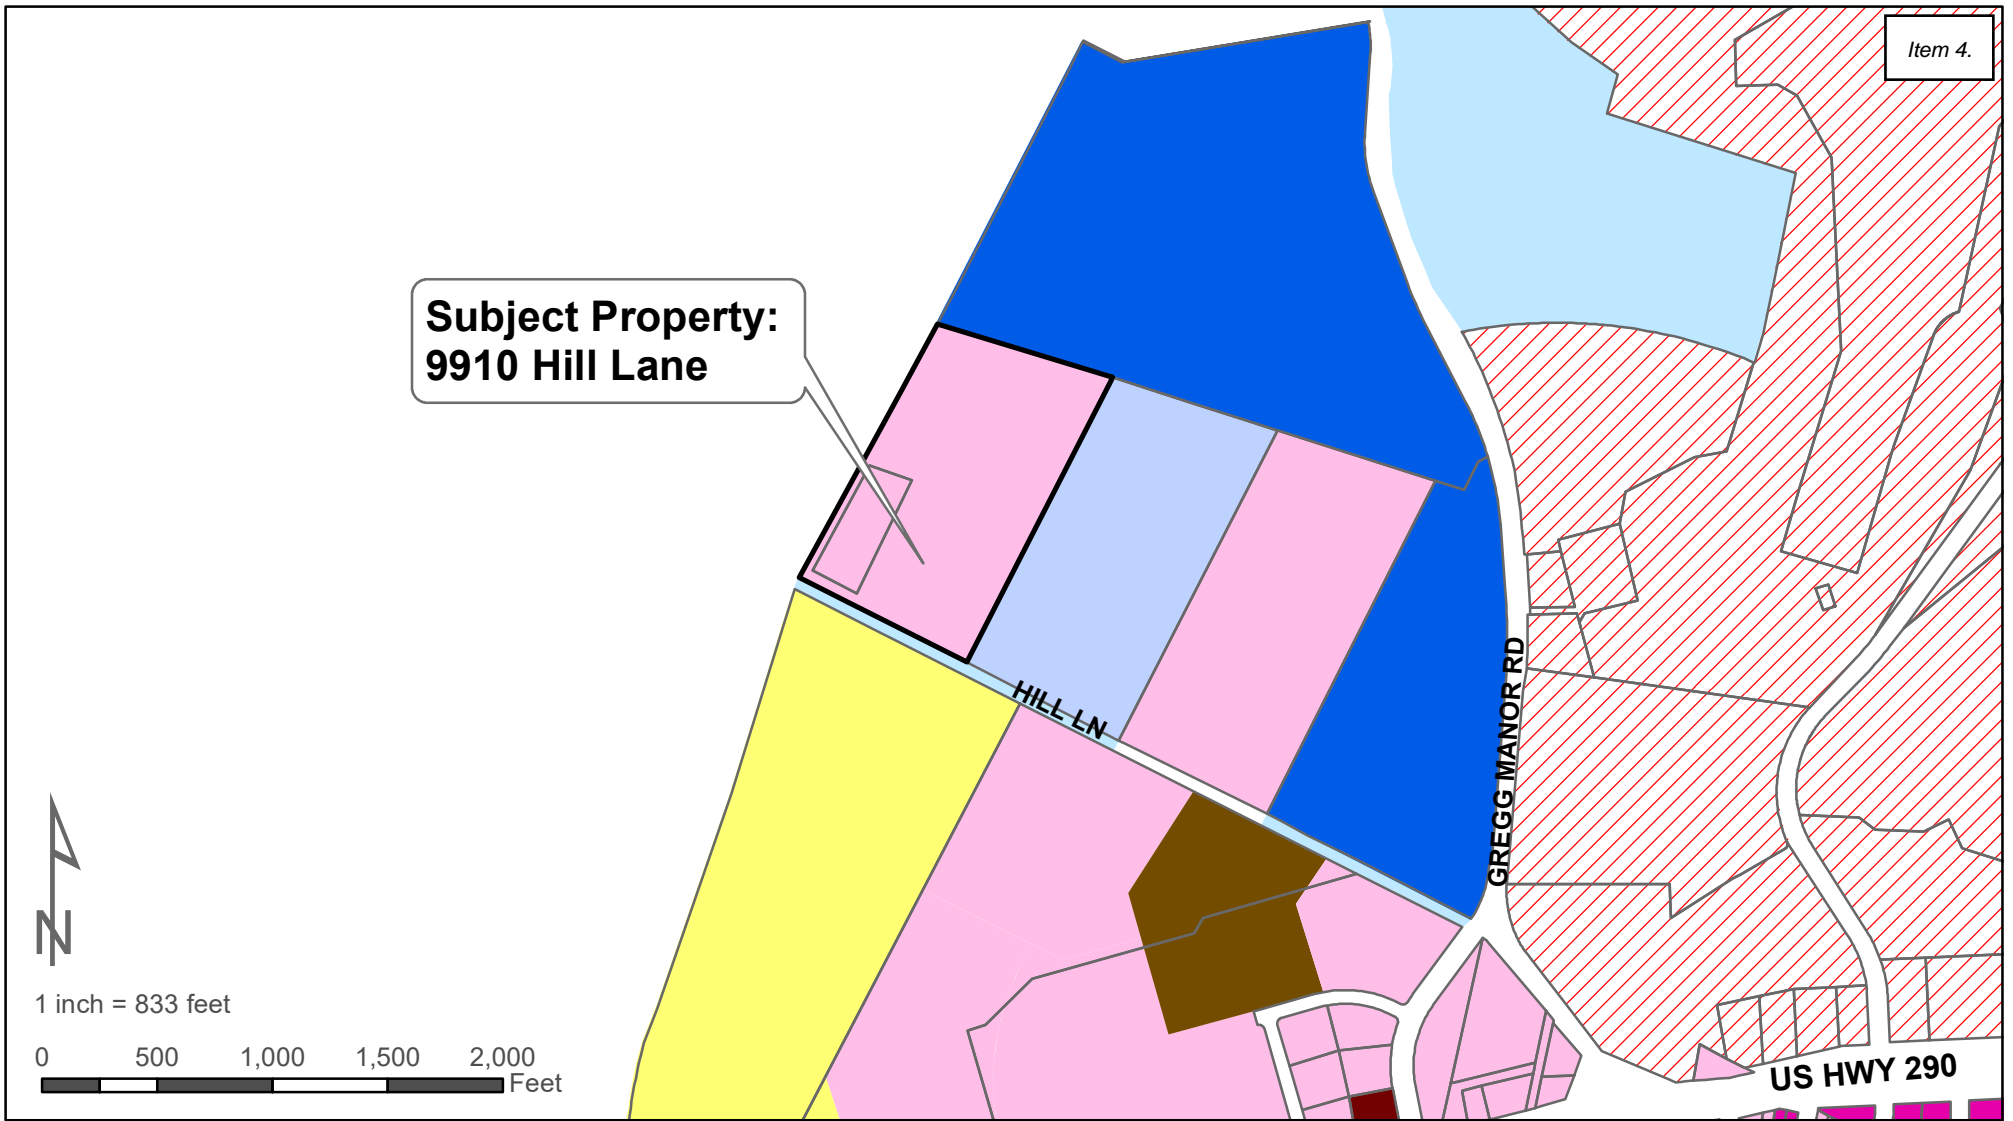 Item 4.
Subject Property:
9910 Hill Lane
HILL LN
GREGG MANOR RD
N
1 inch = 833 feet
0 500 1,000 1,500 2,000
Feet
US HWY 290